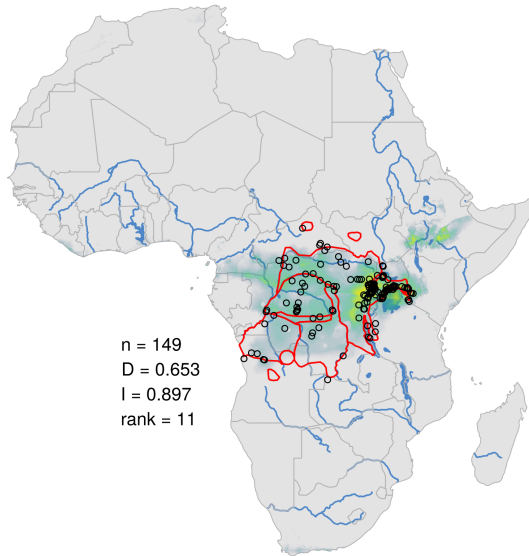 n = 149
D = 0.653
I = 0.897
rank = 11